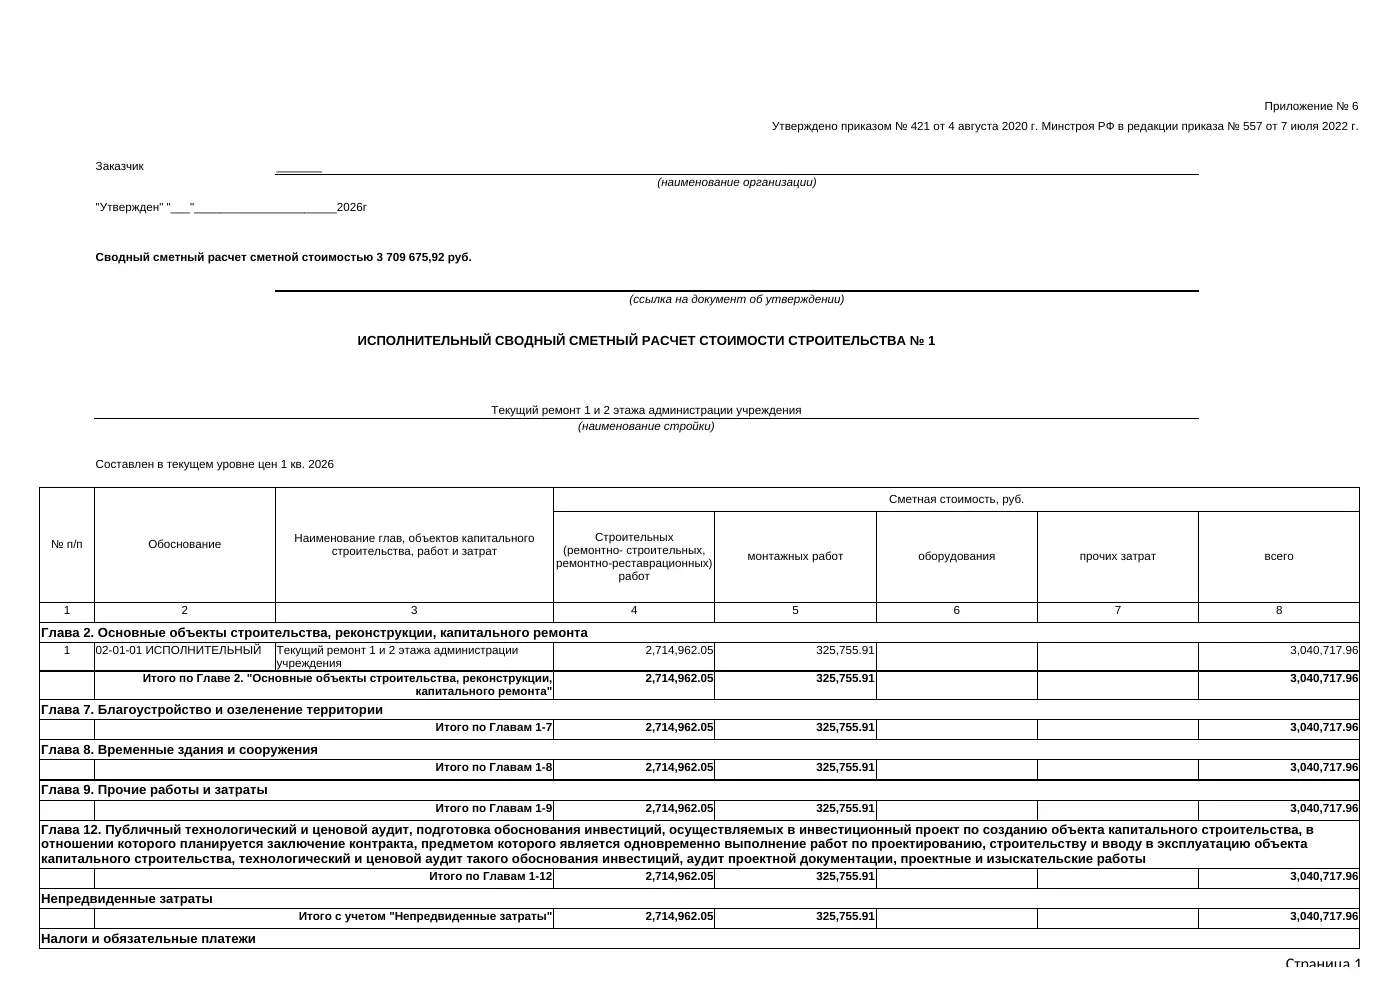 Приложение № 6
Утверждено приказом № 421 от 4 августа 2020 г. Минстроя РФ в редакции приказа № 557 от 7 июля 2022 г.
Заказчик _______
(наименование организации)
"Утвержден" "___"______________________2026г
Сводный сметный расчет сметной стоимостью 3 709 675,92 руб.
(ссылка на документ об утверждении)
ИСПОЛНИТЕЛЬНЫЙ СВОДНЫЙ СМЕТНЫЙ РАСЧЕТ СТОИМОСТИ СТРОИТЕЛЬСТВА № 1
Текущий ремонт 1 и 2 этажа администрации учреждения
(наименование стройки)
Составлен в текущем уровне цен 1 кв. 2026
№ п/п
Обоснование
Наименование глав, объектов капитального
строительства, работ и затрат
Сметная стоимость, руб.
Строительных
(ремонтно- строительных,
ремонтно-реставрационных)
работ
монтажных работ
оборудования
прочих затрат
всего
1 2 3 4 5 6 7 8
Глава 2. Основные объекты строительства, реконструкции, капитального ремонта
1 02-01-01 ИСПОЛНИТЕЛЬНЫЙ Текущий ремонт 1 и 2 этажа администрации 2,714,962.05 325,755.91 3,040,717.96
учреждения
Итого по Главе 2. "Основные объекты строительства, реконструкции, 2,714,962.05 325,755.91 3,040,717.96
капитального ремонта"
Глава 7. Благоустройство и озеленение территории
Итого по Главам 1-7 2,714,962.05 325,755.91 3,040,717.96
Глава 8. Временные здания и сооружения
Итого по Главам 1-8 2,714,962.05 325,755.91 3,040,717.96
Глава 9. Прочие работы и затраты
Итого по Главам 1-9 2,714,962.05 325,755.91 3,040,717.96
Глава 12. Публичный технологический и ценовой аудит, подготовка обоснования инвестиций, осуществляемых в инвестиционный проект по созданию объекта капитального строительства, в
отношении которого планируется заключение контракта, предметом которого является одновременно выполнение работ по проектированию, строительству и вводу в эксплуатацию объекта
капитального строительства, технологический и ценовой аудит такого обоснования инвестиций, аудит проектной документации, проектные и изыскательские работы
Итого по Главам 1-12 2,714,962.05 325,755.91 3,040,717.96
Непредвиденные затраты
Итого с учетом "Непредвиденные затраты" 2,714,962.05 325,755.91 3,040,717.96
Налоги и обязательные платежи
Страница 1